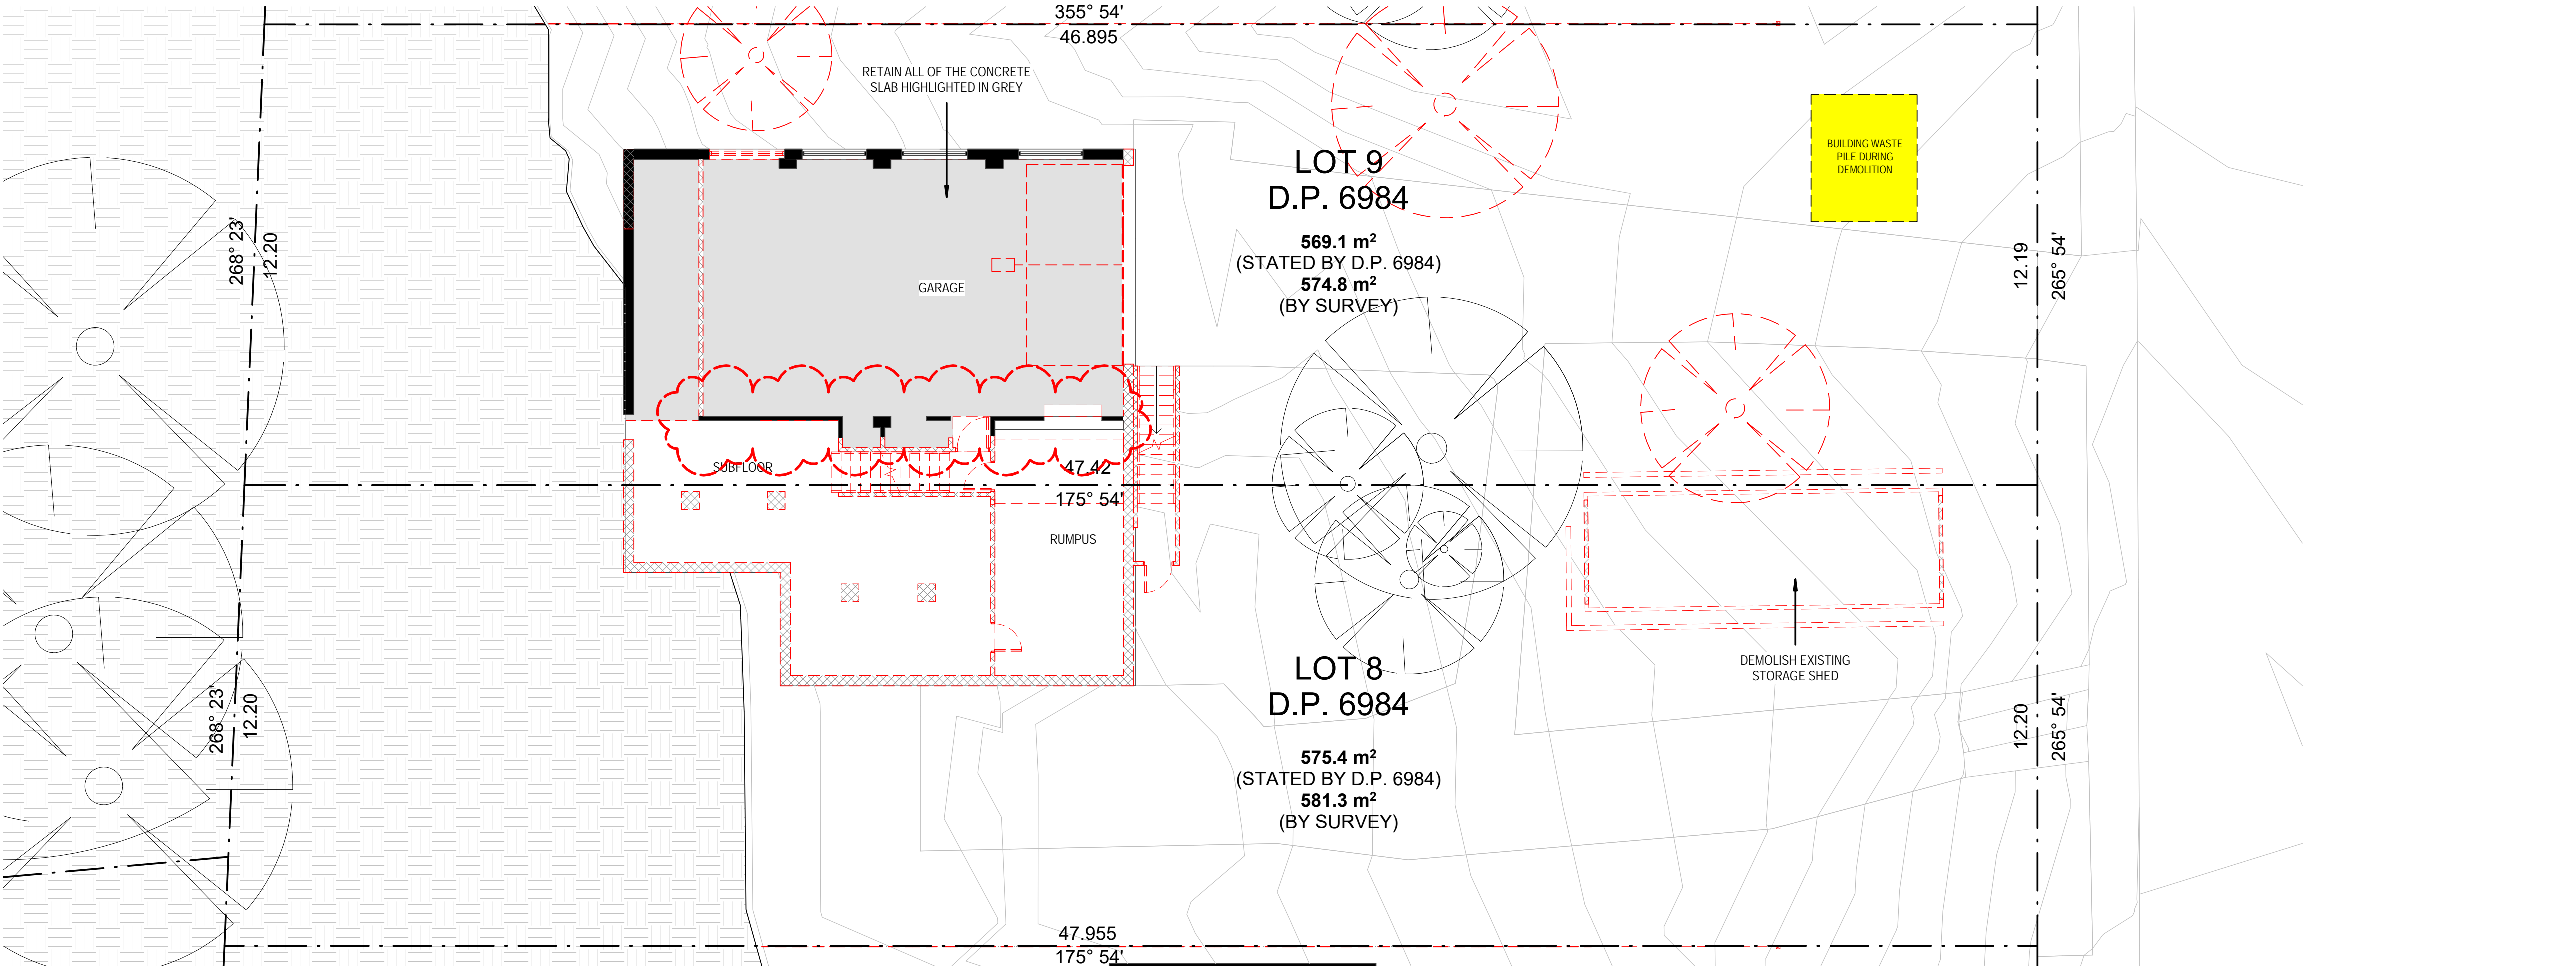 355° 54'
46.895
RETAIN ALL OF THE CONCRETE
SLAB HIGHLIGHTED IN GREY
BUILDING WASTE
PILE DURING
DEMOLITION
LOT 9
D.P. 6984
569.1 m²
(STATED BY D.P. 6984)
574.8 m²
(BY SURVEY)
268° 23'
12.20
12.19
265° 54'
GARAGE
SUBFLOOR
47.42
175° 54'
RUMPUS
DEMOLISH EXISTING
STORAGE SHED
LOT 8
D.P. 6984
575.4 m²
(STATED BY D.P. 6984)
581.3 m²
(BY SURVEY)
268° 23'
12.20
12.20
265° 54'
47.955
175° 54'